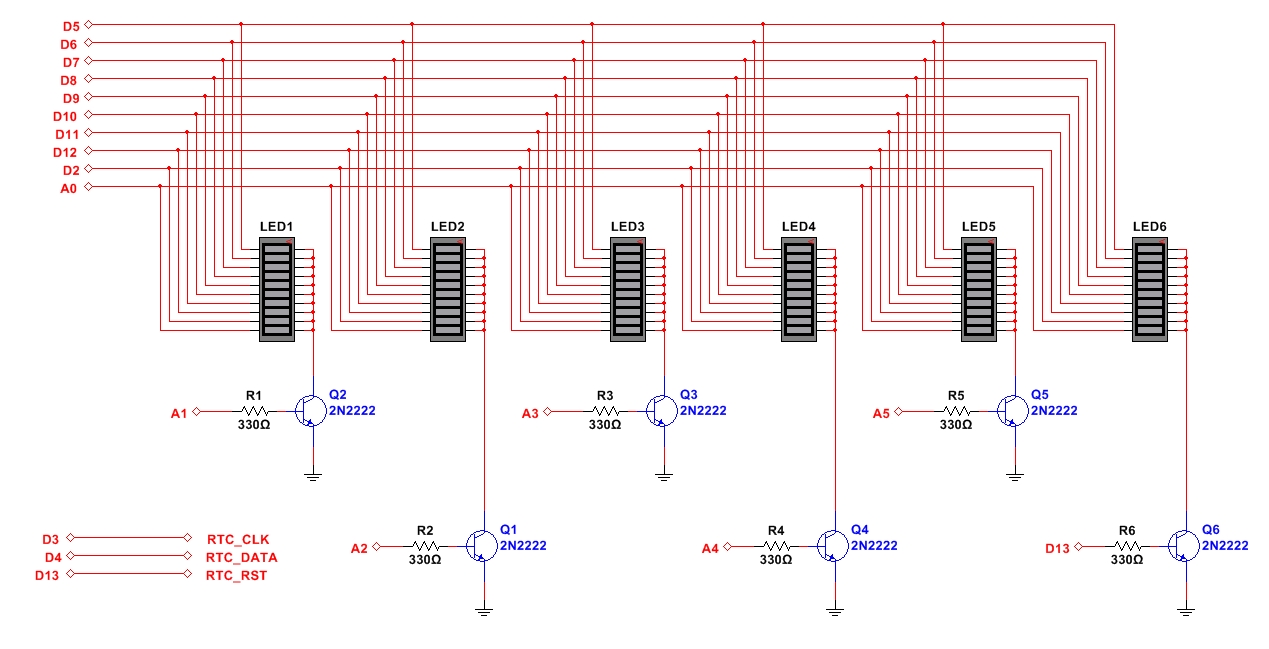 D5
D6
D7
D8
D9
D10
D11
D12
D2
A0
LED1 LED2 LED3 LED4 LED5 LED6
R1 Q2 R3 Q3 R5 Q5
A1 2N2222 A3 2N2222 A5 2N2222
330Ω 330Ω 330Ω
R2 Q1 R4 Q4 R6 Q6
A2 2N2222 A4 2N2222 D13 2N2222
330Ω 330Ω 330Ω
D3 RTC_CLK
D4 RTC_DATA
D13 RTC_RST